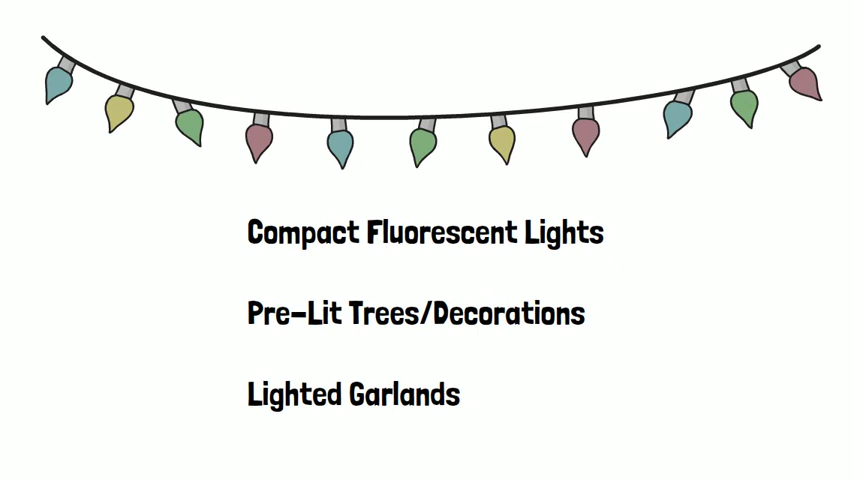 Compact Fluorescent Lights
Pre-Lit Trees/Decorations
Lighted Garlands